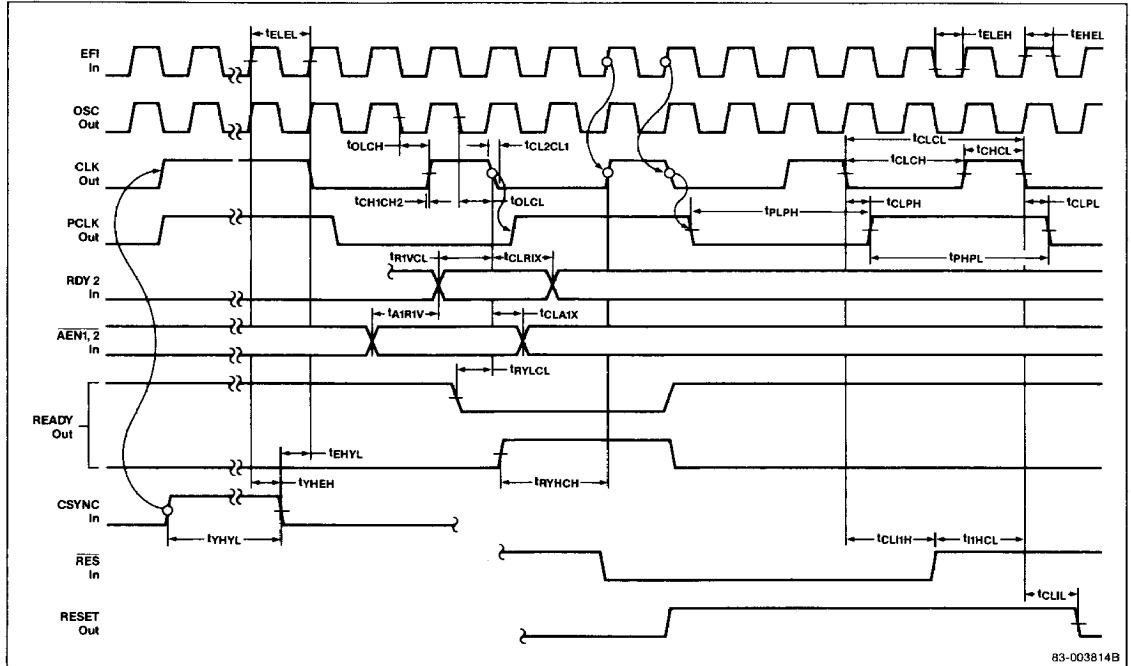 EFI
In
tELEL
tELEH
tEHEL
OSC
Out
tOLCH
tCL2CL1
tCLCL
tCHCL
CLK
Out
tCLCH
tCH1CH2
tOLCL
tCLPH
tCLPL
PCLK
Out
tPLPH
tPHPL
tR1VCL
tCLRIX
RDY 2
In
tA1R1V
tCLA1X
AEN1, 2
In
tRYLCL
READY
Out
tEHYL
tYHEH
tRYHCH
CSYNC
In
tYHYL
tCLI1H
tI1HCL
RES
In
tCLIL
RESET
Out
83-003814B